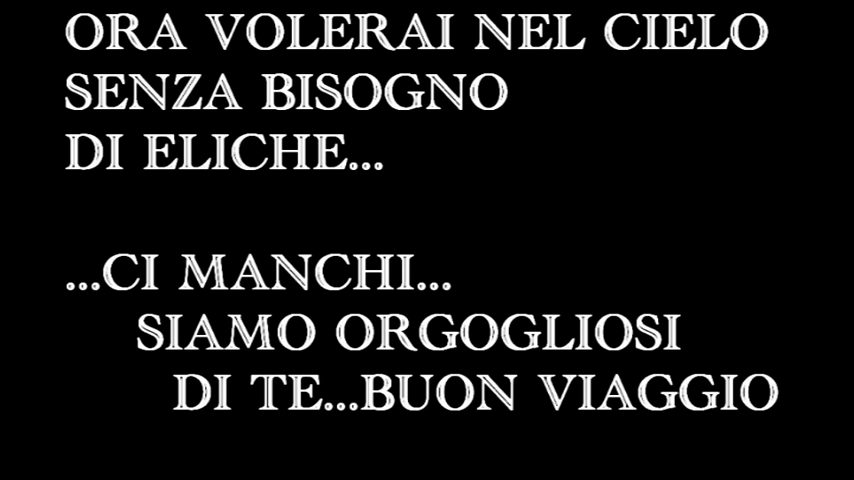 ORA VOLERAI NEL CIELO
SENZA BISOGNO
DI ELICHE...
...CI MANCHI...
SIAMO ORGOGLIOSI
DI TE...BUON VIAGGIO